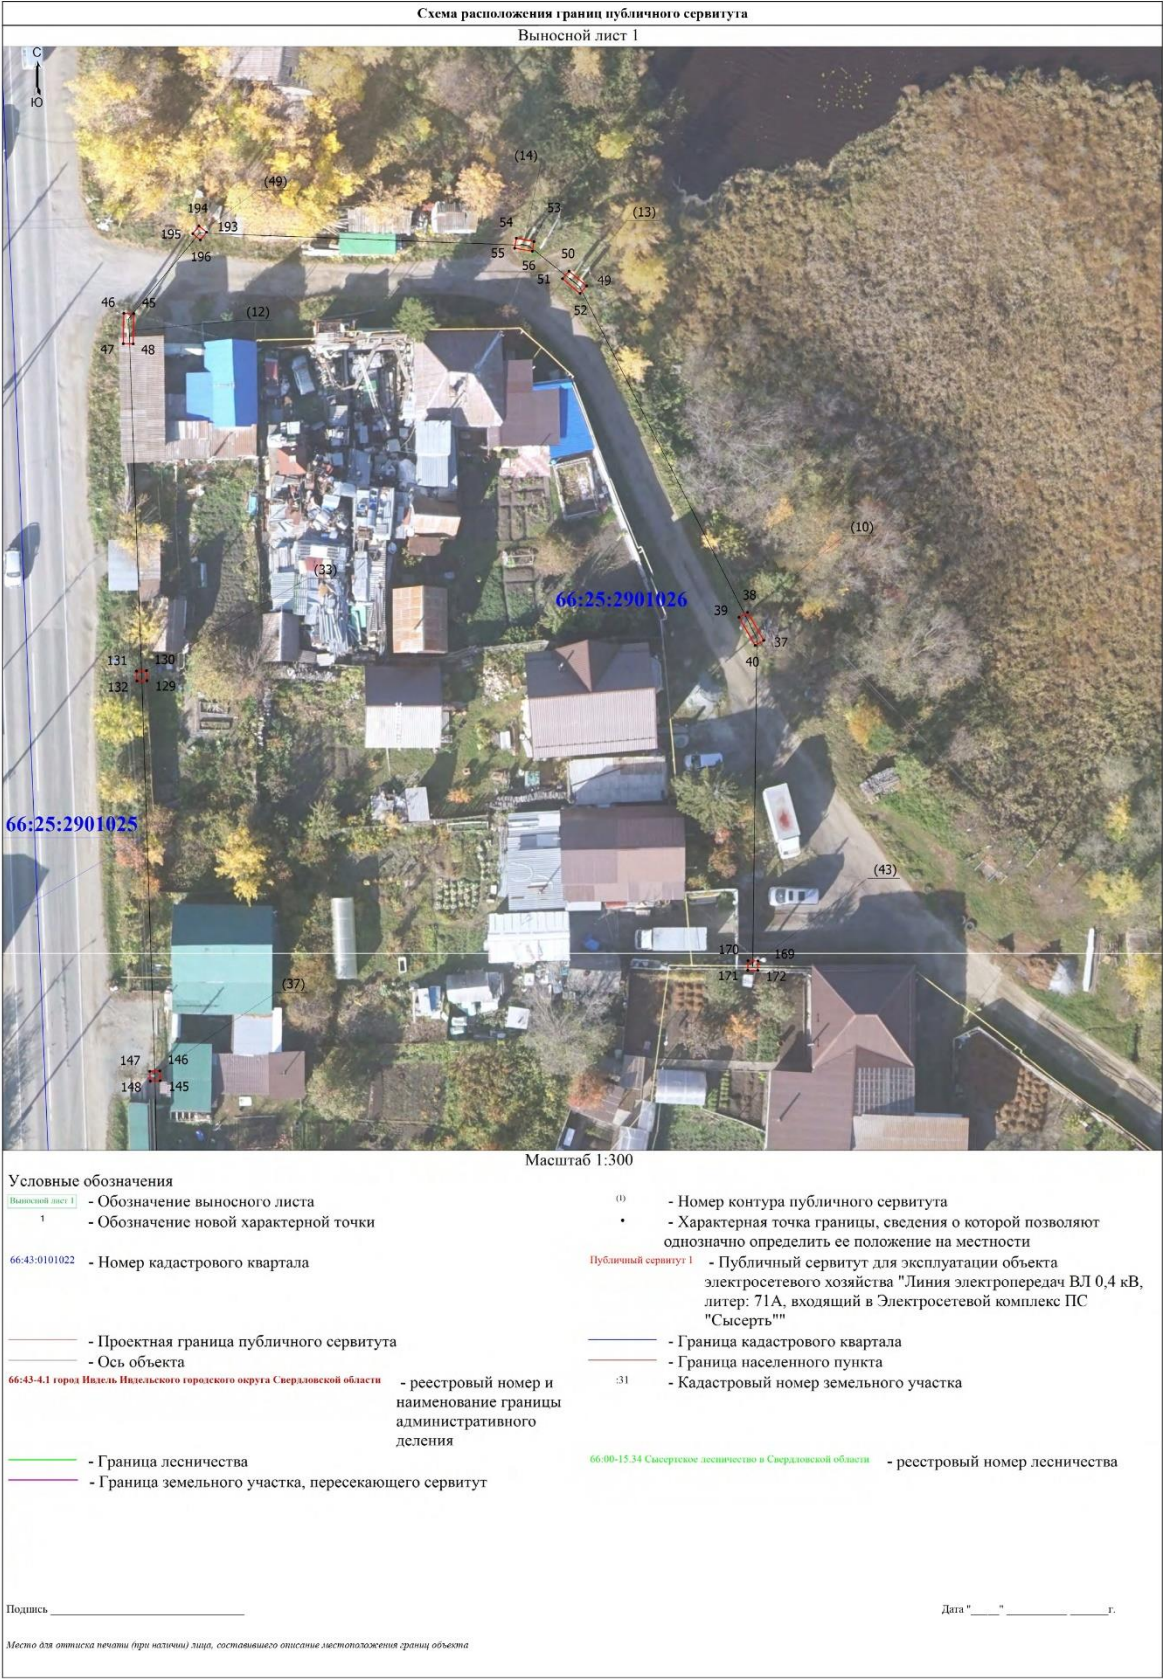 Схема расположения границ публичного сервитута
Выносной лист 1
С
Ю
(14)
(49)
194
193
195
196
54
53
(13)
55
56
50
51
49
52
46
45
(12)
47
48
(10)
(33)
66:25:2901026
38
39
37
40
131
130
132
129
66:25:2901025
(43)
170
169
171
172
(37)
147
146
148
145
Масштаб 1:300
Условные обозначения
Выносной лист 1 - Обозначение выносного листа
1 - Обозначение новой характерной точки
66:43:0101022 - Номер кадастрового квартала
- Проектная граница публичного сервитута
- Ось объекта
66:43-4.1 город Ивдель Ивдельского городского округа Свердловской области - реестровый номер и
наименование границы
административного
деления
- Граница лесничества
- Граница земельного участка, пересекающего сервитут
(1) - Номер контура публичного сервитута
- Характерная точка границы, сведения о которой позволяют
однозначно определить ее положение на местности
Публичный сервитут 1 - Публичный сервитут для эксплуатации объекта
электросетевого хозяйства "Линия электропередач ВЛ 0,4 кВ,
литер: 71А, входящий в Электросетевой комплекс ПС
"Сысерть""
- Граница кадастрового квартала
- Граница населенного пункта
:31 - Кадастровый номер земельного участка
66:00-15.34 Сысертское лесничество в Свердловской области - реестровый номер лесничества
Подпись ____________________
Дата "_____" ___________ _______г.
Место для оттиска печати (при наличии) лица, составившего описание местоположения границ объекта